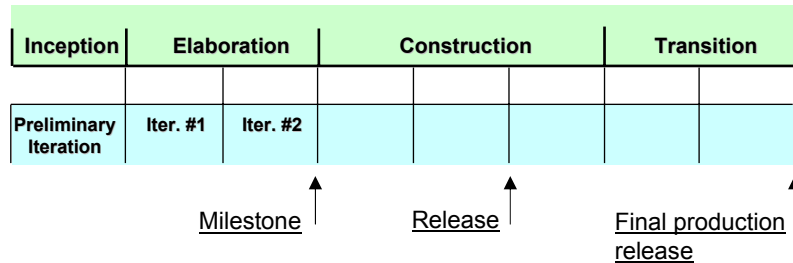 Inception Elaboration Construction Transition
Preliminary Iter. #1 Iter. #2
Iteration
Milestone Release Final production
release